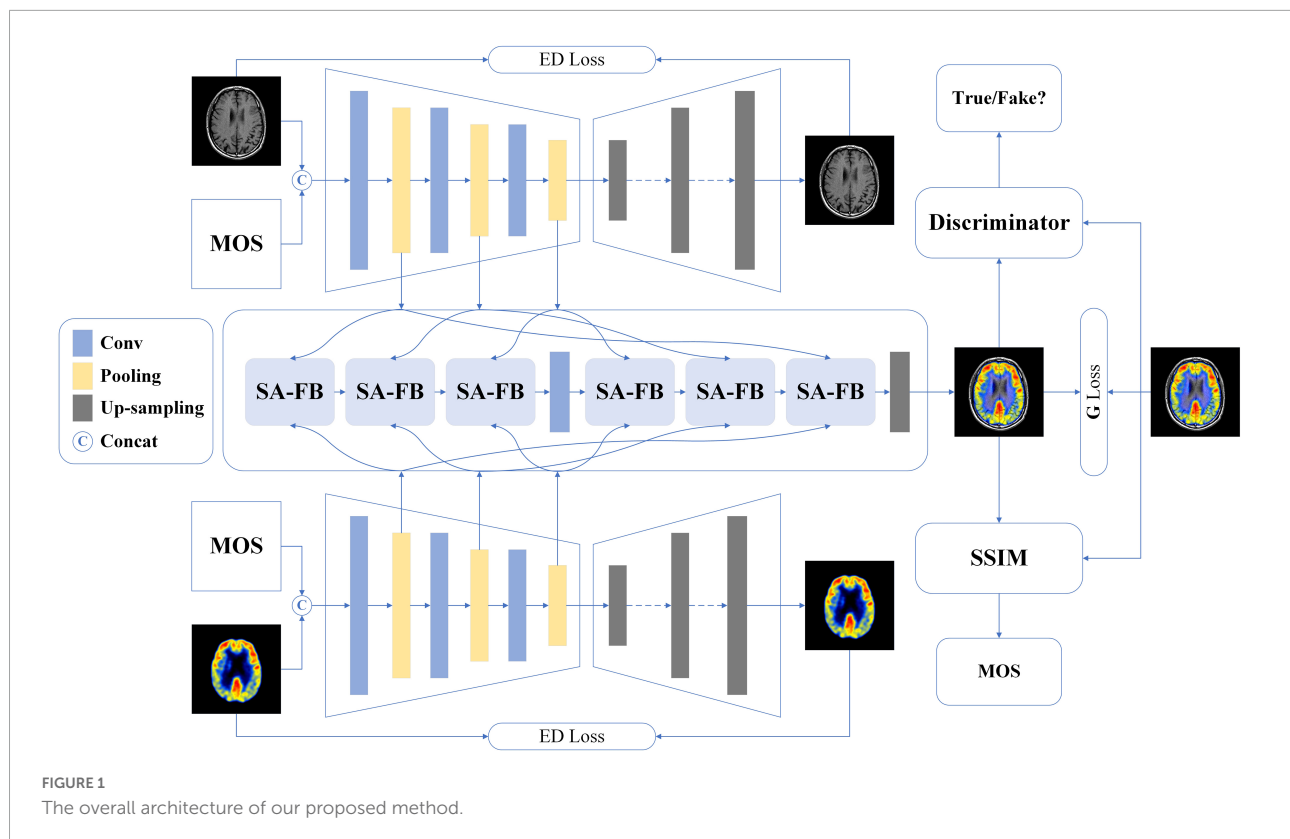 ED Loss
True/Fake?
C
MOS
Discriminator
Conv
Pooling
Up-sampling
C Concat
SA-FB SA-FB SA-FB SA-FB SA-FB SA-FB
G Loss
MOS
C
SSIM
MOS
ED Loss
FIGURE 1
The overall architecture of our proposed method.